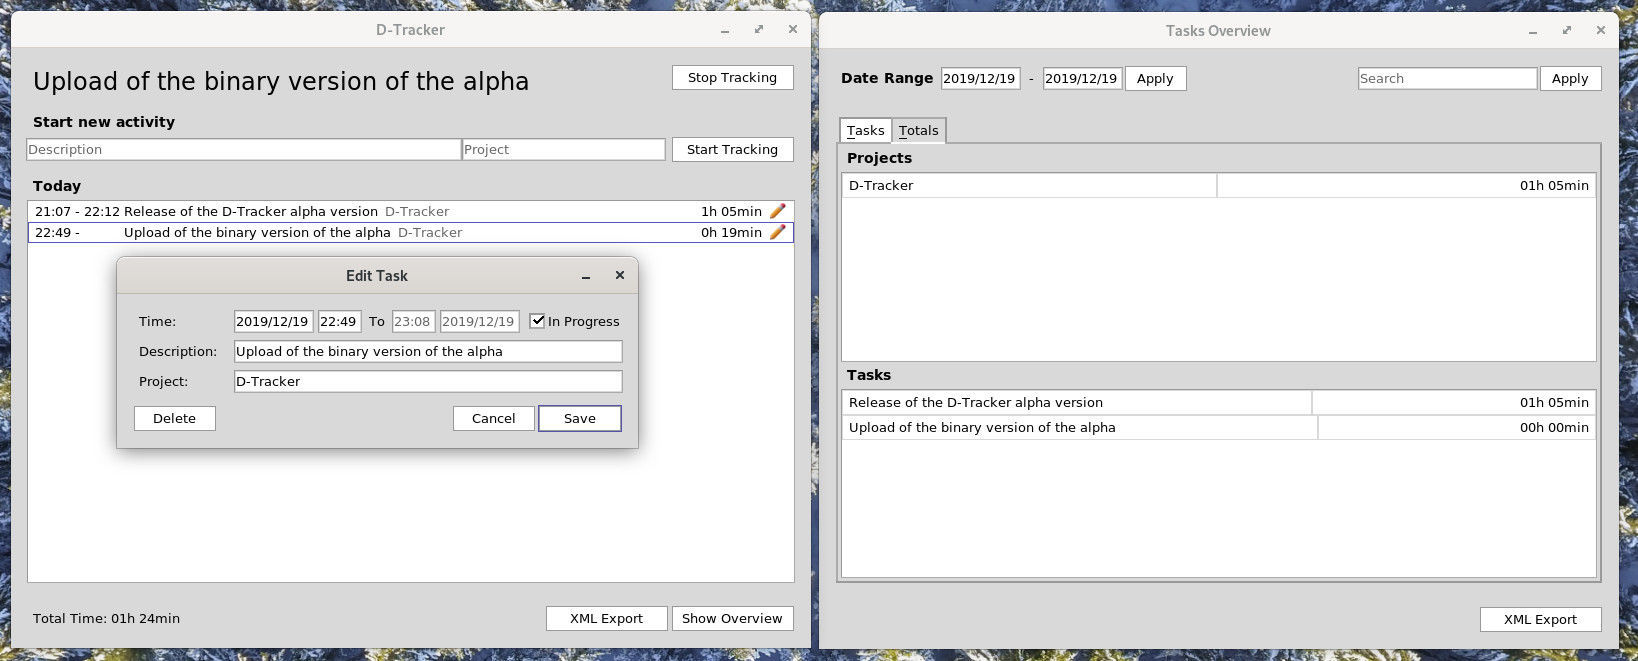 D-Tracker
Upload of the binary version of the alpha
Stop Tracking
Start new activity
Description Project Start Tracking
Today
21:07 - 22:12 Release of the D-Tracker alpha version D-Tracker 1h 05min
22:49 - Upload of the binary version of the alpha D-Tracker 0h 19min
Edit Task
Time: 2019/12/19 22:49 To 23:08 2019/12/19 In Progress
Description: Upload of the binary version of the alpha
Project: D-Tracker
Delete Cancel Save
Total Time: 01h 24min XML Export Show Overview
Tasks Overview
Date Range 2019/12/19 - 2019/12/19 Apply Search Apply
Tasks Totals
Projects
D-Tracker 01h 05min
Tasks
Release of the D-Tracker alpha version 01h 05min
Upload of the binary version of the alpha 00h 00min
XML Export